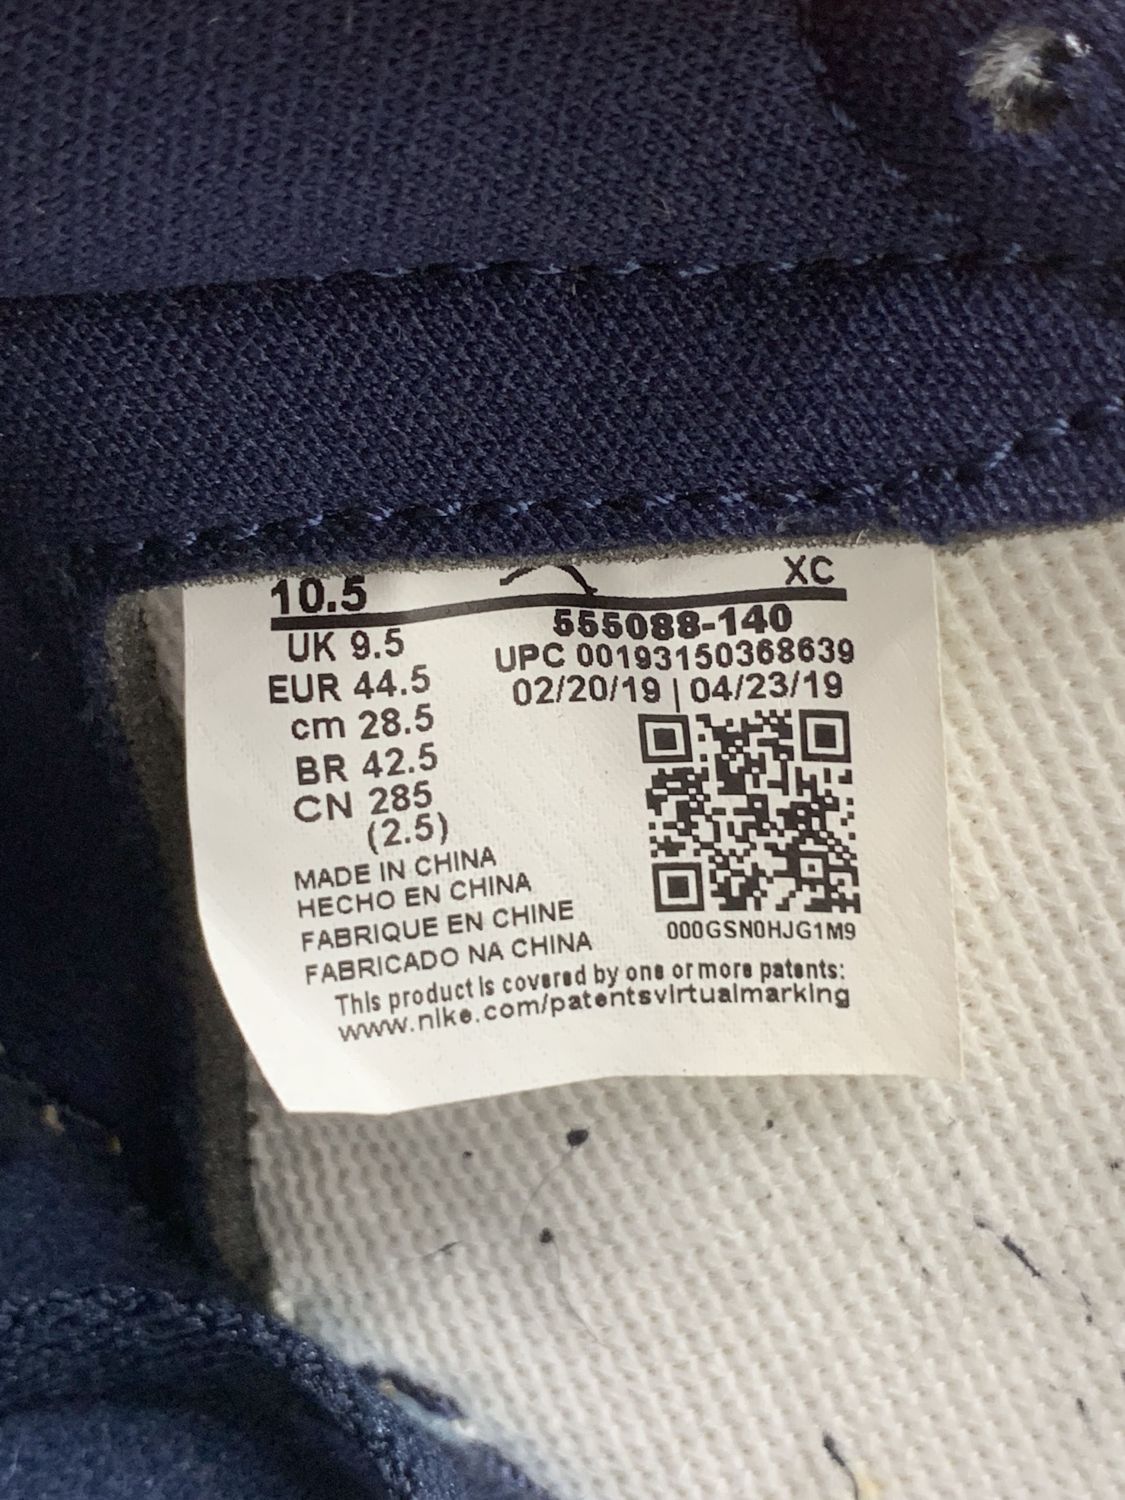 10.5 XC
UK 9.5 555088-140
EUR 44.5 UPC 00193150368639
cm 28.5 02/20/19 | 04/23/19
BR 42.5
CN 285
(2.5)
MADE IN CHINA
HECHO EN CHINA
FABRIQUE EN CHINE
FABRICADO NA CHINA
000GSN0HJG1M9
This product is covered by one or more patents:
www.nike.com/patentsvirtualmarking